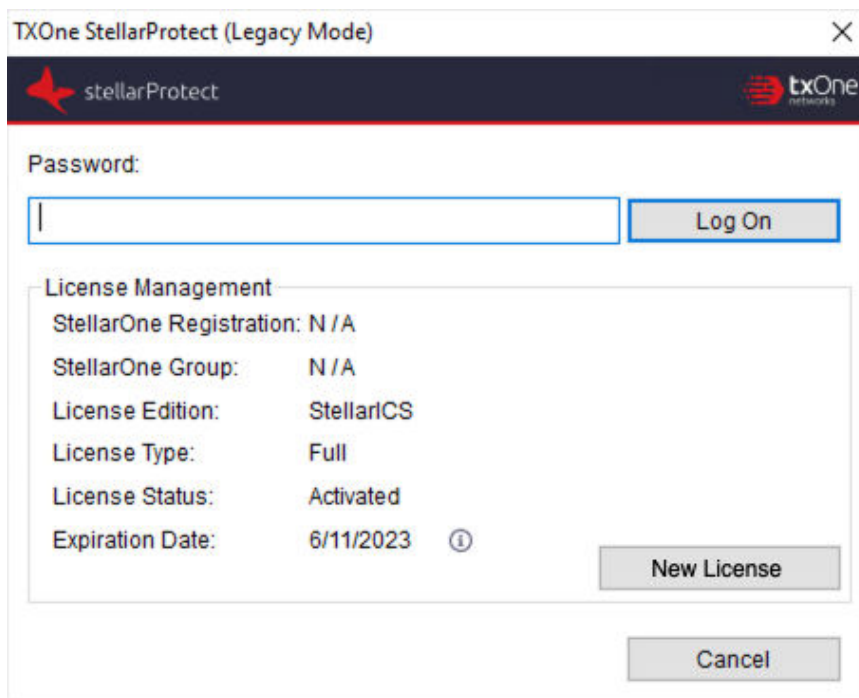 TXOne StellarProtect (Legacy Mode)
stellarProtect
txOne
networks
Password:
Log On
License Management
StellarOne Registration: N/A
StellarOne Group: N/A
License Edition: StellarICS
License Type: Full
License Status: Activated
Expiration Date: 6/11/2023
New License
Cancel